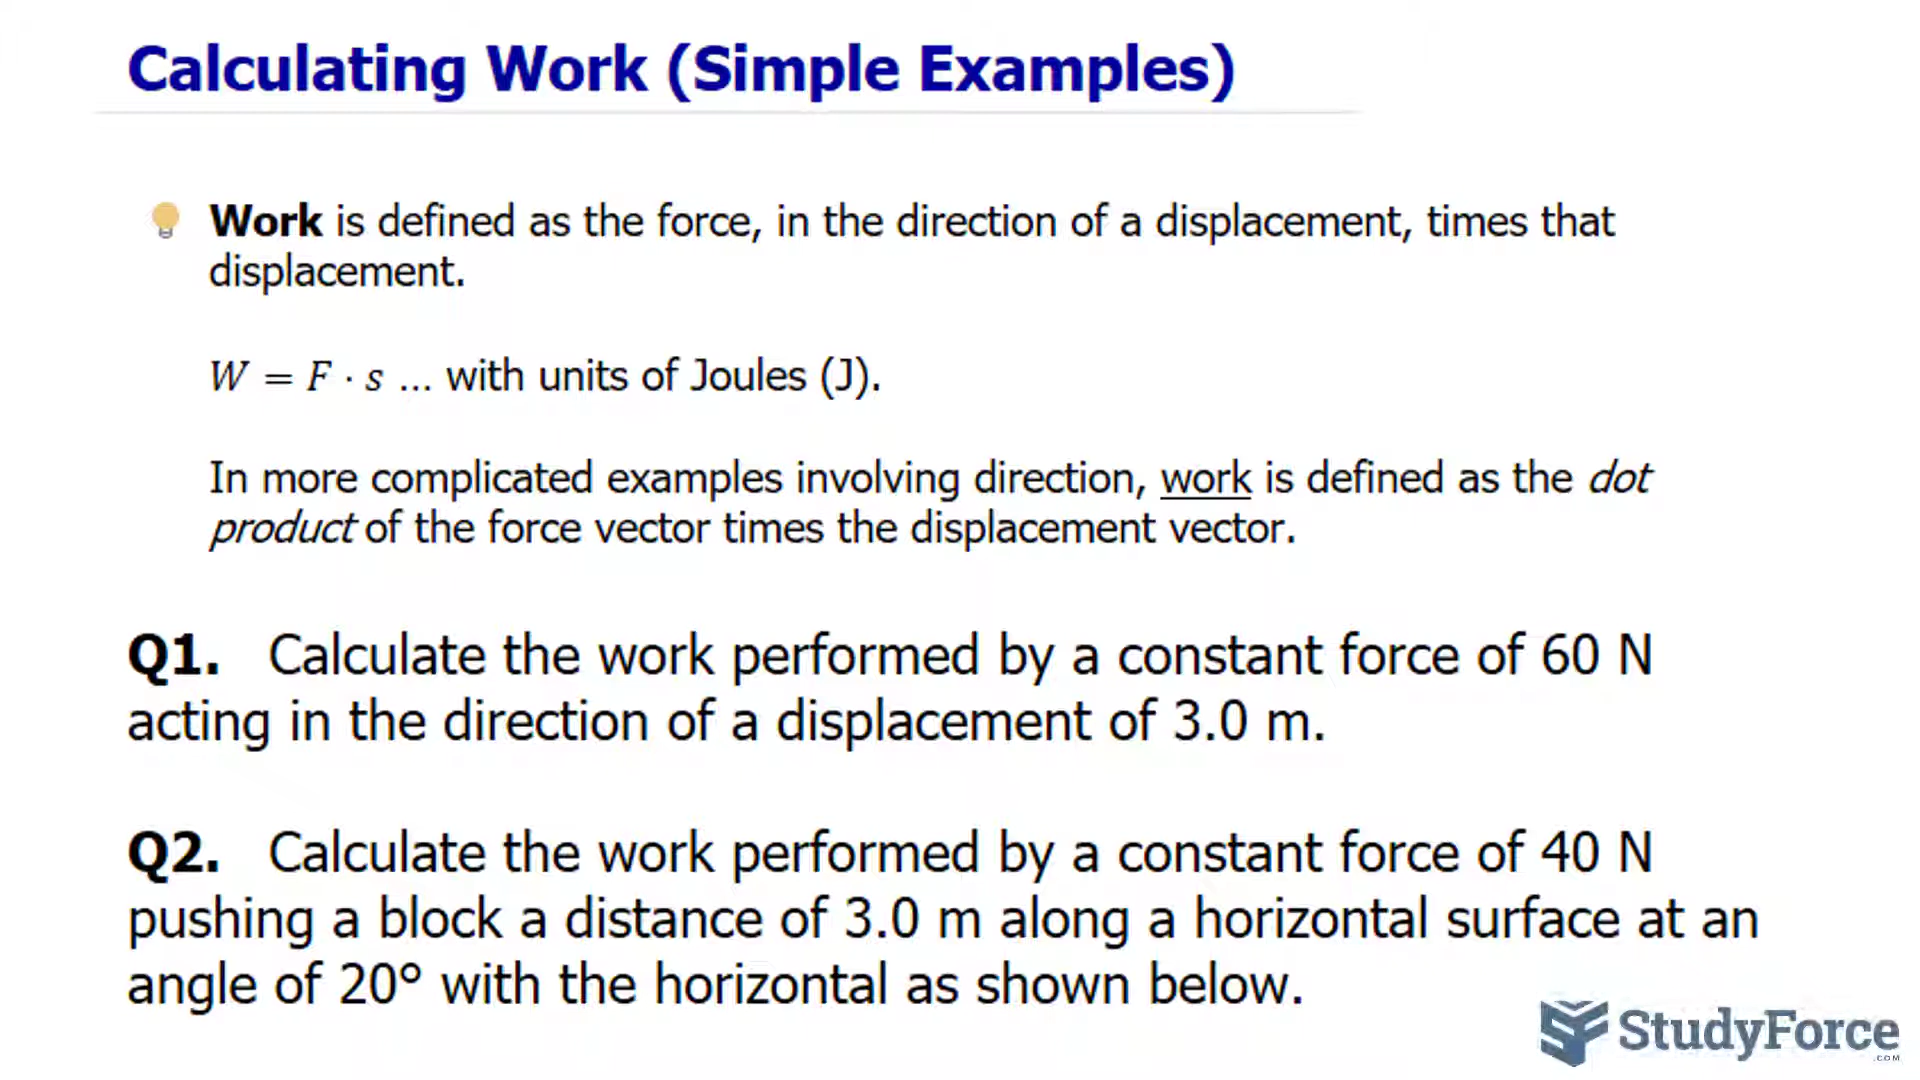 Calculating Work (Simple Examples)
Work is defined as the force, in the direction of a displacement, times that
displacement.
W = F · s ... with units of Joules (J).
In more complicated examples involving direction, work is defined as the dot
product of the force vector times the displacement vector.
Q1. Calculate the work performed by a constant force of 60 N
acting in the direction of a displacement of 3.0 m.
Q2. Calculate the work performed by a constant force of 40 N
pushing a block a distance of 3.0 m along a horizontal surface at an
angle of 20° with the horizontal as shown below.
StudyForce
.COM